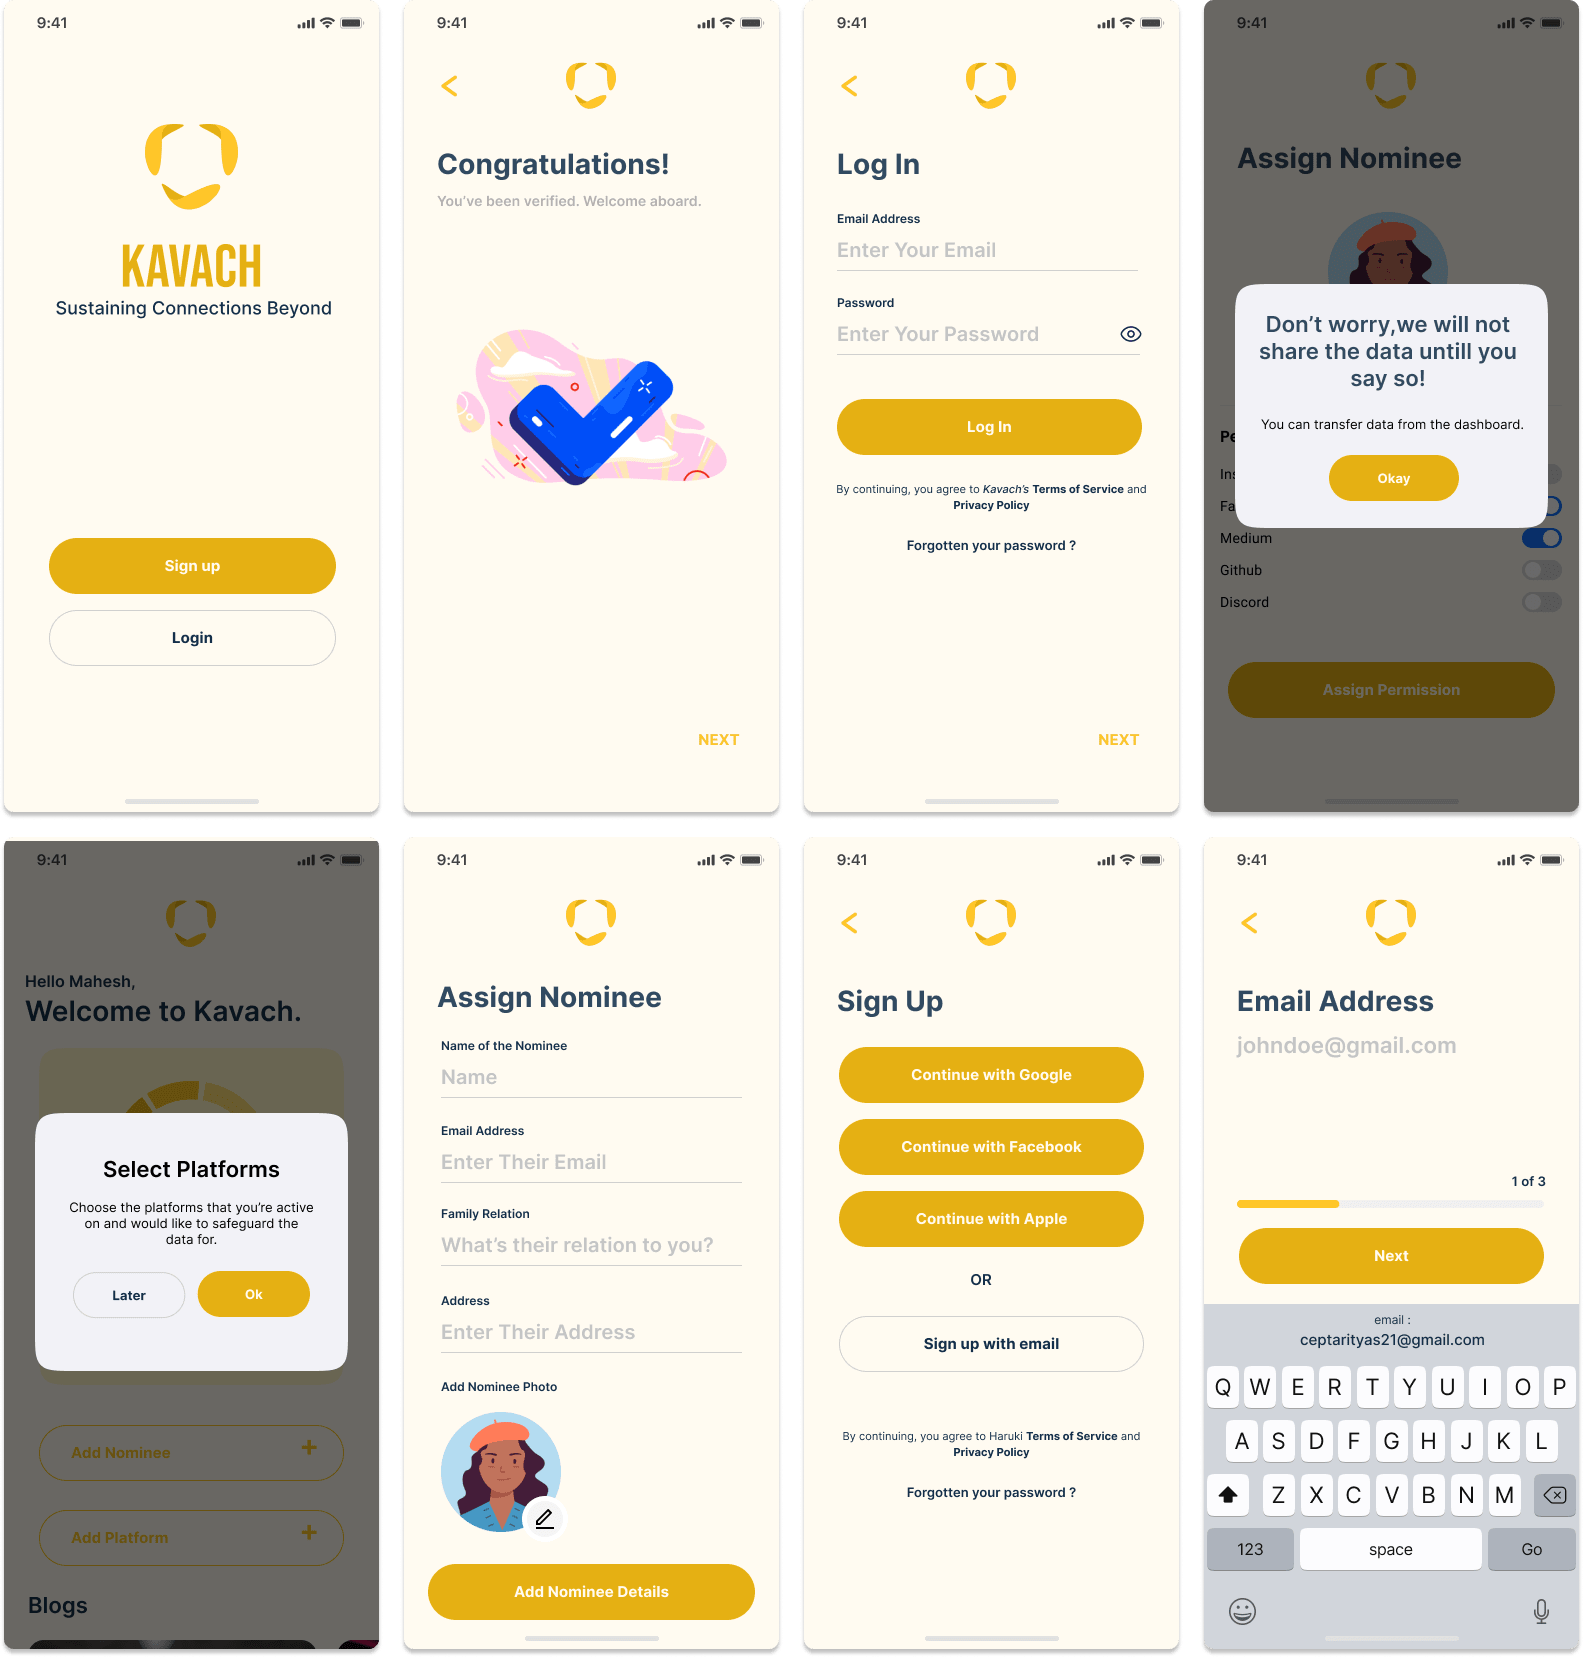 9:41
KAVACH
Sustaining Connections Beyond
Sign up
Login
9:41
Congratulations!
You've been verified. Welcome aboard.
NEXT
9:41
Log In
Email Address
Enter Your Email
Password
Enter Your Password
Log In
By continuing, you agree to Kavach's Terms of Service and
Privacy Policy
Forgotten your password ?
NEXT
9:41
Assign Nominee
Don't worry,we will not
share the data untill you
say so!
You can transfer data from the dashboard.
Okay
Medium
Github
Discord
Assign Permission
9:41
Hello Mahesh,
Welcome to Kavach.
Select Platforms
Choose the platforms that you're active
on and would like to safeguard the
data for.
Later Ok
Add Nominee +
Add Platform +
Blogs
9:41
Assign Nominee
Name of the Nominee
Name
Email Address
Enter Their Email
Family Relation
What's their relation to you?
Address
Enter Their Address
Add Nominee Photo
Add Nominee Details
9:41
Sign Up
Continue with Google
Continue with Facebook
Continue with Apple
OR
Sign up with email
By continuing, you agree to Haruki Terms of Service and
Privacy Policy
Forgotten your password ?
9:41
Email Address
johndoe@gmail.com
1 of 3
Next
email :
ceptarityas21@gmail.com
Q W E R T Y U I O P
A S D F G H J K L
Z X C V B N M
123 space Go